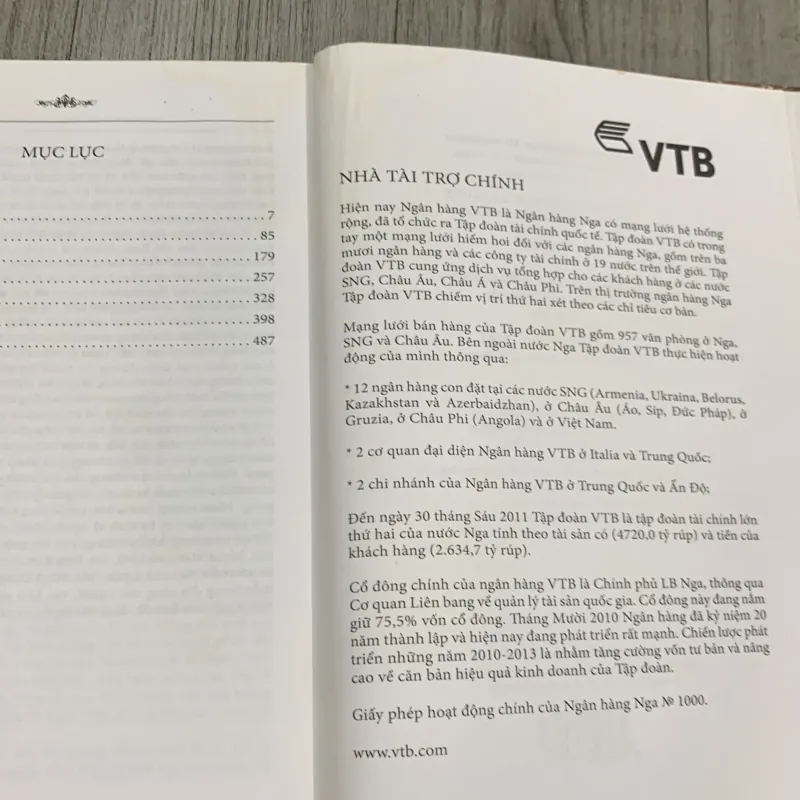 MỤC LỤC
7
85
179
257
328
398
487
VTB
NHÀ TÀI TRỢ CHÍNH
Hiện nay Ngân hàng VTB là Ngân hàng Nga có mạng lưới hệ thống
rộng, đã tổ chức ra Tập đoàn tài chính quốc tế. Tập đoàn VTB có trong
tay một mạng lưới hiếm hoi đối với các ngân hàng Nga, gồm trên ba
mươi ngân hàng và các công ty tài chính ở 19 nước trên thế giới. Tập
đoàn VTB cung ứng dịch vụ tổng hợp cho các khách hàng ở các nước
SNG, Châu Âu, Châu Á và Châu Phi. Trên thị trường ngân hàng Nga
Tập đoàn VTB chiếm vị trí thứ hai xét theo các chỉ tiêu cơ bản.
Mạng lưới bán hàng của Tập đoàn VTB gồm 957 văn phòng ở Nga,
SNG và Châu Âu. Bên ngoài nước Nga Tập đoàn VTB thực hiện hoạt
động của mình thông qua:
* 12 ngân hàng con đặt tại các nước SNG (Armenia, Ukraina, Belorus,
Kazakhstan và Azerbaidzhan), ở Châu Âu (Áo, Síp, Đức Pháp), ở
Gruzia, ở Châu Phi (Angola) và ở Việt Nam.
* 2 cơ quan đại diện Ngân hàng VTB ở Italia và Trung Quốc;
* 2 chi nhánh của Ngân hàng VTB ở Trung Quốc và Ấn Độ;
Đến ngày 30 tháng Sáu 2011 Tập đoàn VTB là tập đoàn tài chính lớn
thứ hai của nước Nga tính theo tài sản có (4720,0 tỷ rúp) và tiền của
khách hàng (2.634,7 tỷ rúp).
Cổ đông chính của ngân hàng VTB là Chính phủ LB Nga, thông qua
Cơ quan Liên bang về quản lý tài sản quốc gia. Cổ đông này đang nắm
giữ 75,5% vốn cổ đông. Tháng Mười 2010 Ngân hàng đã kỷ niệm 20
năm thành lập và hiện nay đang phát triển rất mạnh. Chiến lược phát
triển những năm 2010-2013 là nhằm tăng cường vốn tư bản và nâng
cao về căn bản hiệu quả kinh doanh của Tập đoàn.
Giấy phép hoạt động chính của Ngân hàng Nga № 1000.
www.vtb.com